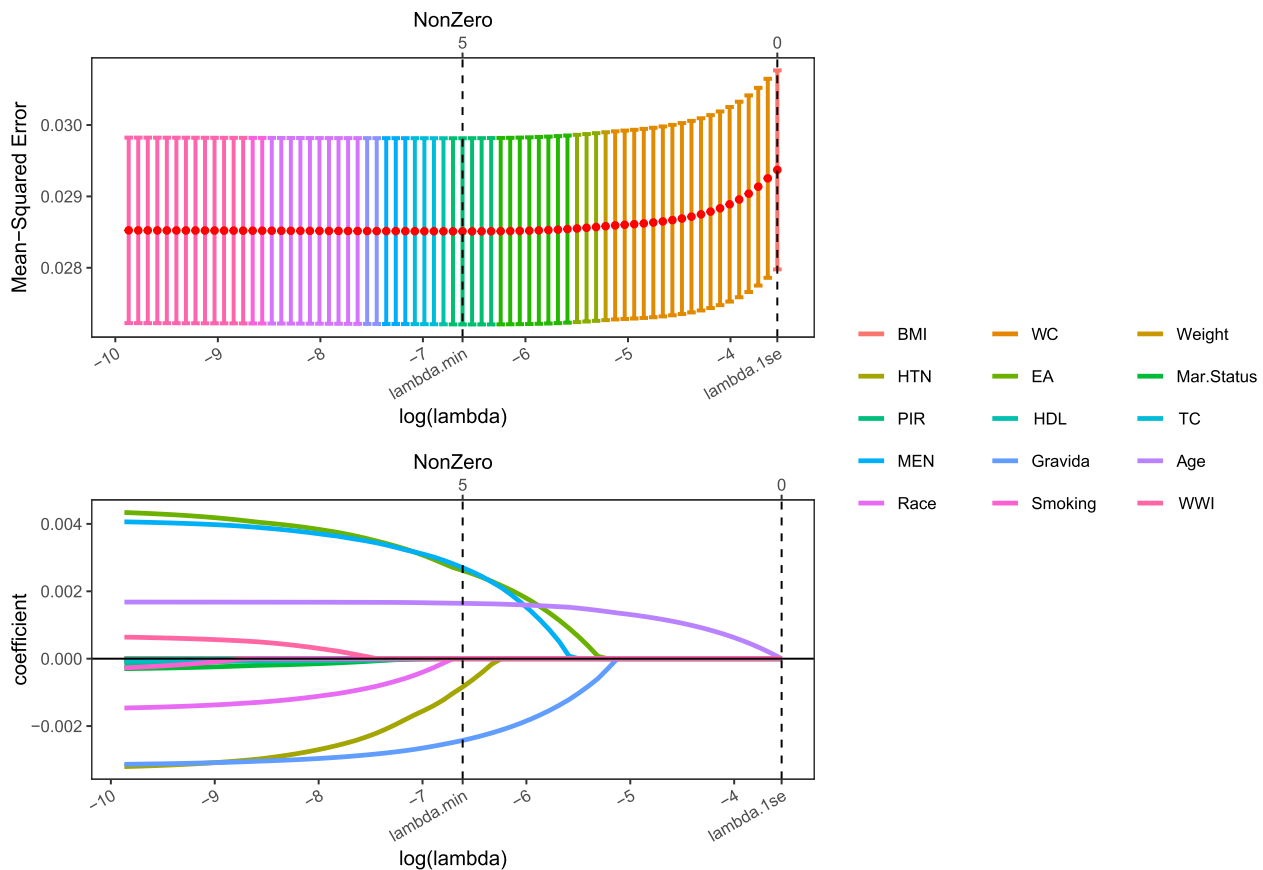 NonZero
5 0
Mean−Squared Error
0.030
0.029
0.028
−10 −9 −8 −7 lambda.min −6 −5 −4 lambda.1se
log(lambda)
BMI WC Weight
HTN EA Mar.Status
PIR HDL TC
MEN Gravida Age
Race Smoking WWI
NonZero
5 0
coefficient
0.004
0.002
0.000
−0.002
−10 −9 −8 −7 lambda.min −6 −5 −4 lambda.1se
log(lambda)